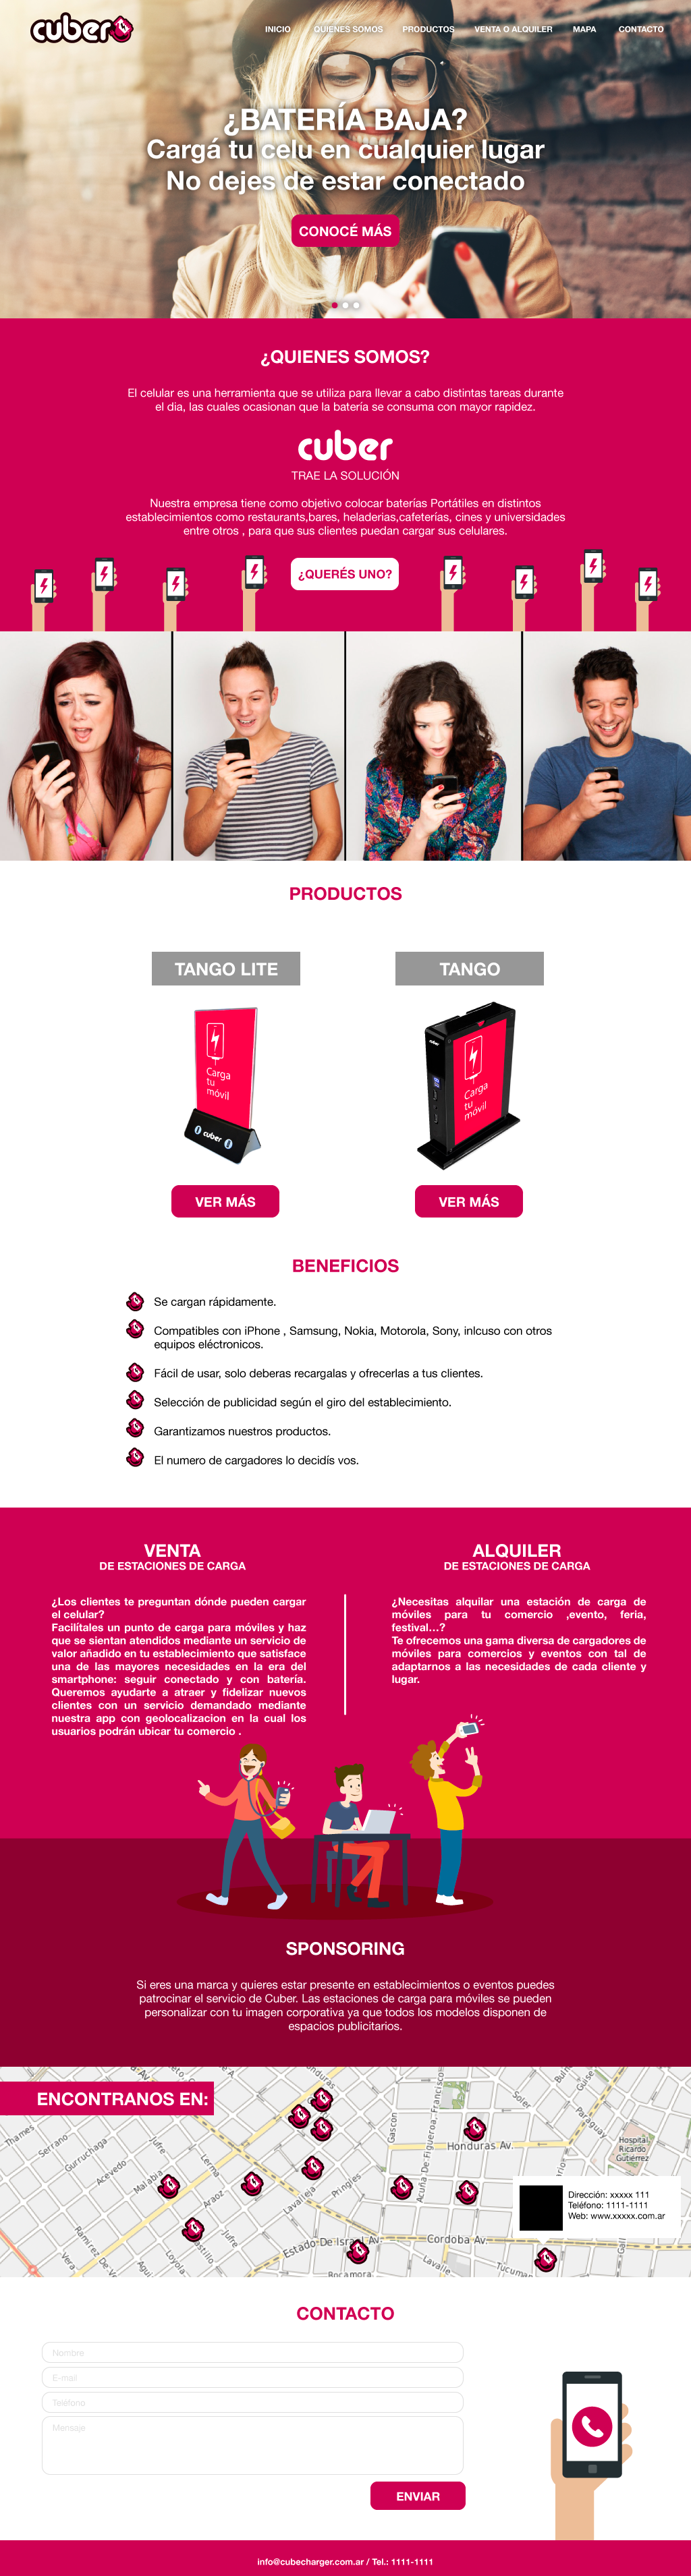 cuber
INICIO QUIENES SOMOS PRODUCTOS VENTA O ALQUILER MAPA CONTACTO
¿BATERÍA BAJA?
Cargá tu celu en cualquier lugar
No dejes de estar conectado
CONOCÉ MÁS
¿QUIENES SOMOS?
El celular es una herramienta que se utiliza para llevar a cabo distintas tareas durante
el dia, las cuales ocasionan que la batería se consuma con mayor rapidez.
cuber
TRAE LA SOLUCIÓN
Nuestra empresa tiene como objetivo colocar baterías Portátiles en distintos
establecimientos como restaurants,bares, heladerias,cafeterías, cines y universidades
entre otros , para que sus clientes puedan cargar sus celulares.
¿QUERÉS UNO?
PRODUCTOS
TANGO LITE
TANGO
Carga
tu
móvil
cuber
cuber
Carga
tu
móvil
VER MÁS
VER MÁS
BENEFICIOS
Se cargan rápidamente.
Compatibles con iPhone , Samsung, Nokia, Motorola, Sony, inlcuso con otros
equipos eléctronicos.
Fácil de usar, solo deberas recargalas y ofrecerlas a tus clientes.
Selección de publicidad según el giro del establecimiento.
Garantizamos nuestros productos.
El numero de cargadores lo decidís vos.
VENTA
DE ESTACIONES DE CARGA
¿Los clientes te preguntan dónde pueden cargar
el celular?
Facilítales un punto de carga para móviles y haz
que se sientan atendidos mediante un servicio de
valor añadido en tu establecimiento que satisface
una de las mayores necesidades en la era del
smartphone: seguir conectado y con batería.
Queremos ayudarte a atraer y fidelizar nuevos
clientes con un servicio demandado mediante
nuestra app con geolocalizacion en la cual los
usuarios podrán ubicar tu comercio .
ALQUILER
DE ESTACIONES DE CARGA
¿Necesitas alquilar una estación de carga de
móviles para tu comercio ,evento, feria,
festival…?
Te ofrecemos una gama diversa de cargadores de
móviles para comercios y eventos con tal de
adaptarnos a las necesidades de cada cliente y
lugar.
SPONSORING
Si eres una marca y quieres estar presente en establecimientos o eventos puedes
patrocinar el servicio de Cuber. Las estaciones de carga para móviles se pueden
personalizar con tu imagen corporativa ya que todos los modelos disponen de
espacios publicitarios.
ENCONTRANOS EN:
Thames
Serrano
Gurruchaga
Acevedo
Malabia
Jufre
Lerma
Araoz
Jufre
Lavalleja
Pringles
Gascon
Acuña De Figueroa, Francisco
Honduras Av.
Soler
Paraguay
Hospital
Ricardo
Gutiérrez
Estado De Israel Av.
Cordoba Av.
Lavalle
Loyola
Vera
Dirección: xxxxx 111
Teléfono: 1111-1111
Web: www.xxxxx.com.ar
CONTACTO
Nombre
E-mail
Teléfono
Mensaje
ENVIAR
info@cubecharger.com.ar / Tel.: 1111-1111